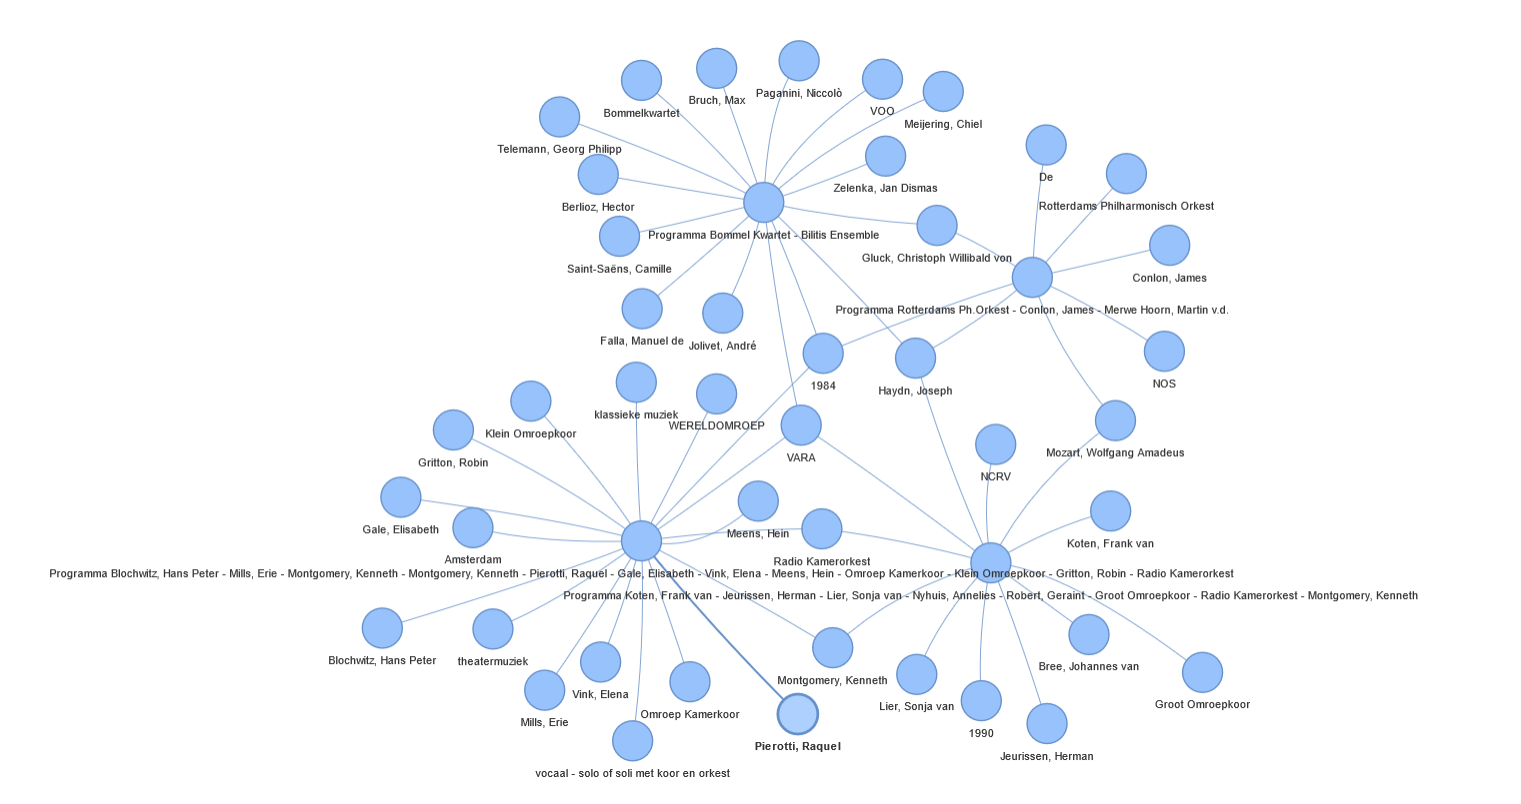 Paganini, Niccolò
Bruch, Max
Bommelkwartet
VOO
Meijering, Chiel
Telemann, Georg Philipp
De
Zelenka, Jan Dismas
Berlioz, Hector
Rotterdams Philharmonisch Orkest
Programma Bommel Kwartet - Bilitis Ensemble
Gluck, Christoph Willibald von
Saint-Saëns, Camille
Conlon, James
Programma Rotterdams Ph.Orkest - Conlon, James - Merwe Hoorn, Martin v.d.
Falla, Manuel de
Jolivet, André
1984
Haydn, Joseph
NOS
klassieke muziek
WERELDOMROEP
Klein Omroepkoor
Gritton, Robin
VARA
Mozart, Wolfgang Amadeus
NCRV
Gale, Elisabeth
Meens, Hein
Koten, Frank van
Amsterdam
Radio Kamerorkest
Programma Blochwitz, Hans Peter - Mills, Erie - Montgomery, Kenneth - Montgomery, Kenneth - Pierotti, Raquel - Gale, Elisabeth - Vink, Elena - Meens, Hein - Omroep Kamerkoor - Klein Omroepkoor - Gritton, Robin - Radio Kamerorkest
Programma Koten, Frank van - Jeurissen, Herman - Lier, Sonja van - Nyhuis, Annelies - Robert, Geraint - Groot Omroepkoor - Radio Kamerorkest - Montgomery, Kenneth
Blochwitz, Hans Peter
theatermuziek
Bree, Johannes van
Montgomery, Kenneth
Vink, Elena
Lier, Sonja van
Groot Omroepkoor
Omroep Kamerkoor
Mills, Erie
1990
Pierotti, Raquel
Jeurissen, Herman
vocaal - solo of soli met koor en orkest